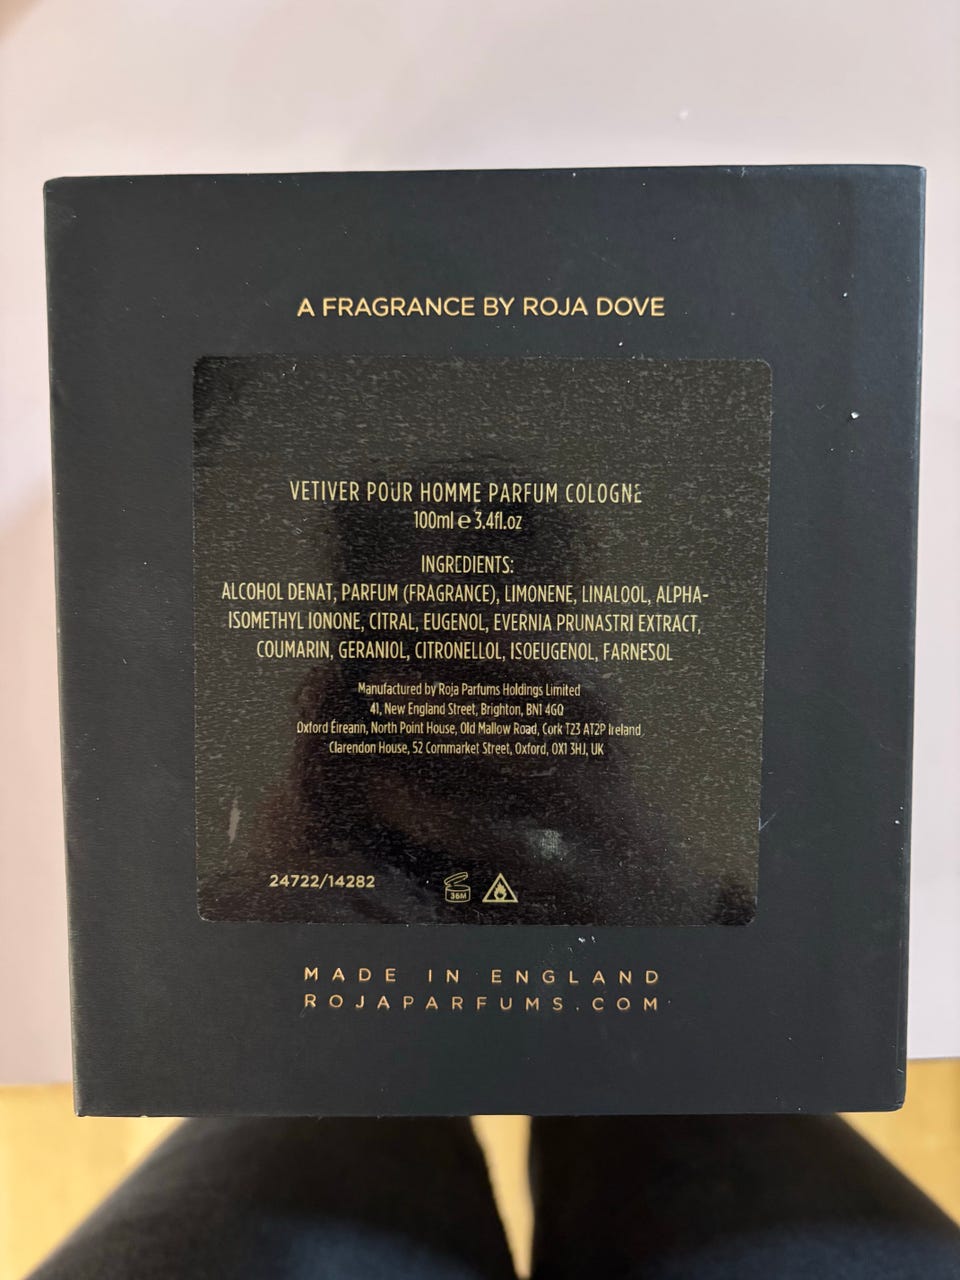 A FRAGRANCE BY ROJA DOVE
VETIVER POUR HOMME PARFUM COLOGNE
100ml e 3.4fl.oz
INGREDIENTS:
ALCOHOL DENAT, PARFUM (FRAGRANCE), LIMONENE, LINALOOL, ALPHA-
ISOMETHYL IONONE, CITRAL, EUGENOL, EVERNIA PRUNASTRI EXTRACT,
COUMARIN, GERANIOL, CITRONELLOL, ISOEUGENOL, FARNESOL
Manufactured by Roja Parfums Holdings Limited
41, New England Street, Brighton, BN1 4GQ
Oxford Éireann, North Point House, Old Mallow Road, Cork T23 AT2P Ireland
Clarendon House, 52 Cornmarket Street, Oxford, OX1 3HJ, UK
24722/14282
36M
MADE IN ENGLAND
ROJAPARFUMS.COM